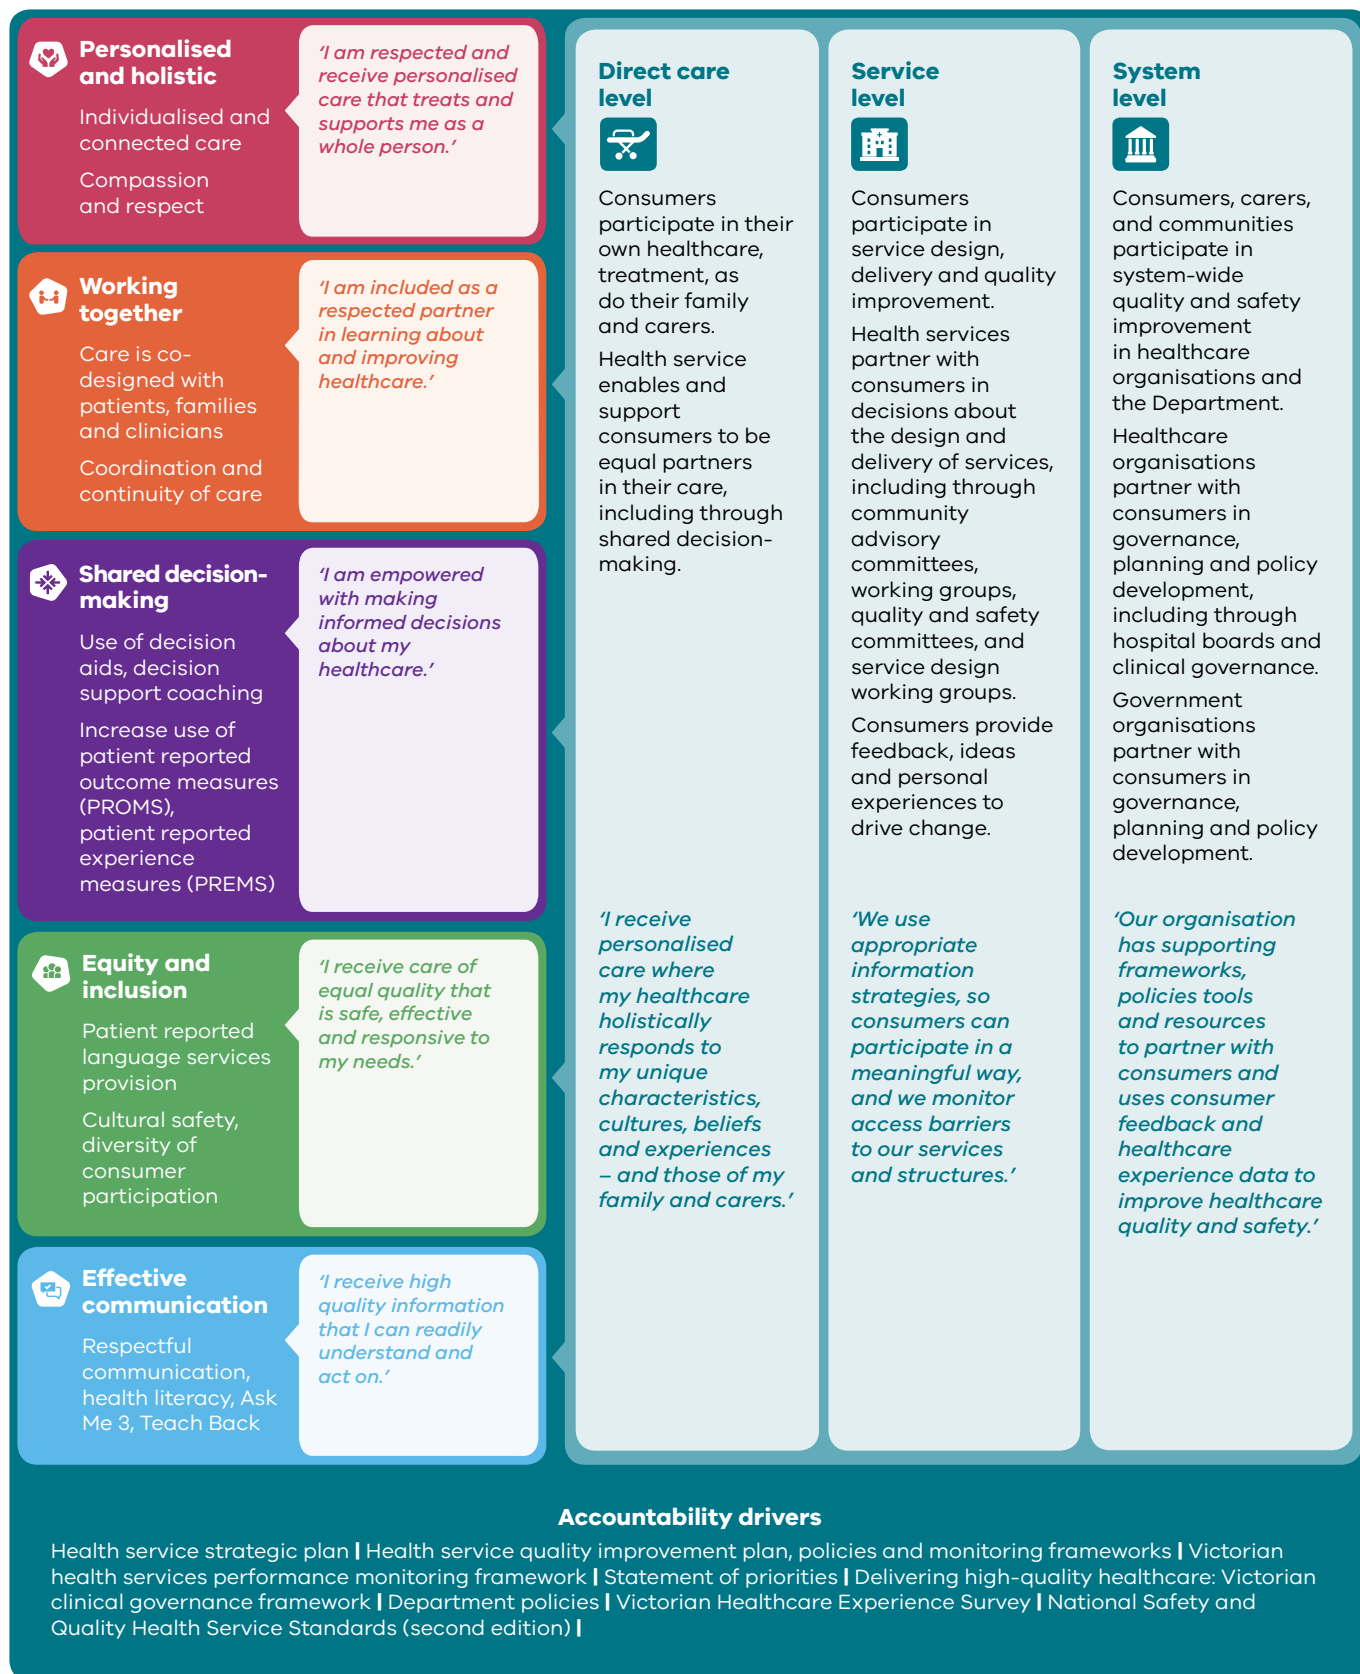 Personalised
and holistic
Individualised and
connected care
Compassion
and respect
‘I am respected and
receive personalised
care that treats and
supports me as a
whole person.’
Working
together
Care is co-
designed with
patients, families
and clinicians
Coordination and
continuity of care
‘I am included as a
respected partner
in learning about
and improving
healthcare.’
Shared decision-
making
Use of decision
aids, decision
support coaching
Increase use of
patient reported
outcome measures
(PROMS),
patient reported
experience
measures (PREMS)
‘I am empowered
with making
informed decisions
about my
healthcare.’
Equity and
inclusion
Patient reported
language services
provision
Cultural safety,
diversity of
consumer
participation
‘I receive care of
equal quality that
is safe, effective
and responsive to
my needs.’
Effective
communication
Respectful
communication,
health literacy, Ask
Me 3, Teach Back
‘I receive high
quality information
that I can readily
understand and
act on.’
Direct care
level
Consumers
participate in their
own healthcare,
treatment, as
do their family
and carers.
Health service
enables and
support
consumers to be
equal partners
in their care,
including through
shared decision-
making.
‘I receive
personalised
care where
my healthcare
holistically
responds to
my unique
characteristics,
cultures, beliefs
and experiences
– and those of my
family and carers.’
Service
level
Consumers
participate in
service design,
delivery and quality
improvement.
Health services
partner with
consumers in
decisions about
the design and
delivery of services,
including through
community
advisory
committees,
working groups,
quality and safety
committees, and
service design
working groups.
Consumers provide
feedback, ideas
and personal
experiences to
drive change.
‘We use
appropriate
information
strategies, so
consumers can
participate in a
meaningful way,
and we monitor
access barriers
to our services
and structures.’
System
level
Consumers, carers,
and communities
participate in
system-wide
quality and safety
improvement
in healthcare
organisations and
the Department.
Healthcare
organisations
partner with
consumers in
governance,
planning and policy
development,
including through
hospital boards and
clinical governance.
Government
organisations
partner with
consumers in
governance,
planning and policy
development.
‘Our organisation
has supporting
frameworks,
policies tools
and resources
to partner with
consumers and
uses consumer
feedback and
healthcare
experience data to
improve healthcare
quality and safety.’
Accountability drivers
Health service strategic plan | Health service quality improvement plan, policies and monitoring frameworks | Victorian
health services performance monitoring framework | Statement of priorities | Delivering high-quality healthcare: Victorian
clinical governance framework | Department policies | Victorian Healthcare Experience Survey | National Safety and
Quality Health Service Standards (second edition) |